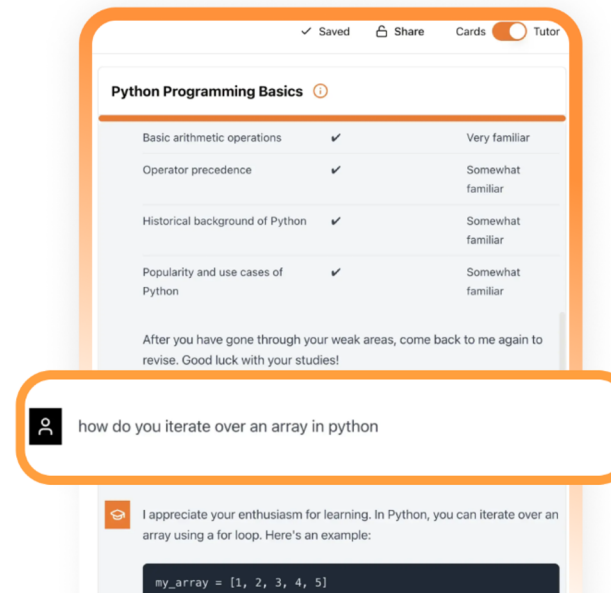 Saved Share Cards Tutor
Python Programming Basics
Basic arithmetic operations ✔ Very familiar
Operator precedence ✔ Somewhat
familiar
Historical background of Python ✔ Somewhat
familiar
Popularity and use cases of ✔ Somewhat
Python familiar
After you have gone through your weak areas, come back to me again to
revise. Good luck with your studies!
how do you iterate over an array in python
I appreciate your enthusiasm for learning. In Python, you can iterate over an
array using a for loop. Here's an example:
my_array = [1, 2, 3, 4, 5]